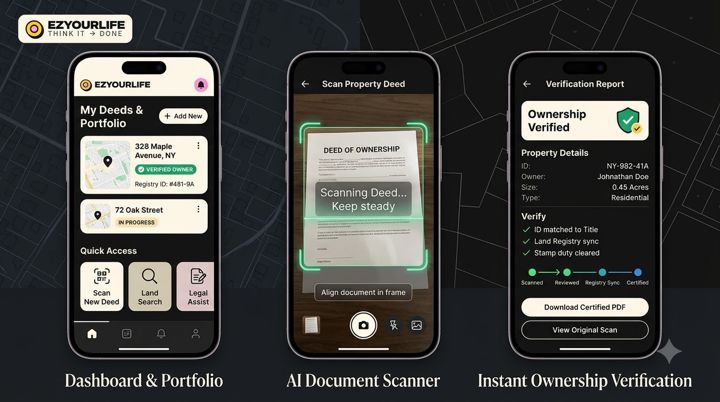 EZYOURLIFE
THINK IT → DONE
EZYOURLIFE
My Deeds &
Portfolio
+ Add New
328 Maple
Avenue, NY
VERIFIED OWNER
Registry ID: #481-9A
72 Oak Street
IN PROGRESS
Quick Access
Scan
New Deed
Land
Search
Legal
Assist
Dashboard & Portfolio
← Scan Property Deed
DEED OF OWNERSHIP
Scanning Deed...
Keep steady
Align document in frame
AI Document Scanner
← Verification Report
Ownership
Verified
Property Details
ID: NY-982-41A
Owner: Johnathan Doe
Size: 0.45 Acres
Type: Residential
Verify
✓ ID matched to Title
✓ Land Registry sync
✓ Stamp duty cleared
Scanned Reviewed Registry Sync Certified
Download Certified PDF
View Original Scan
Instant Ownership Verification